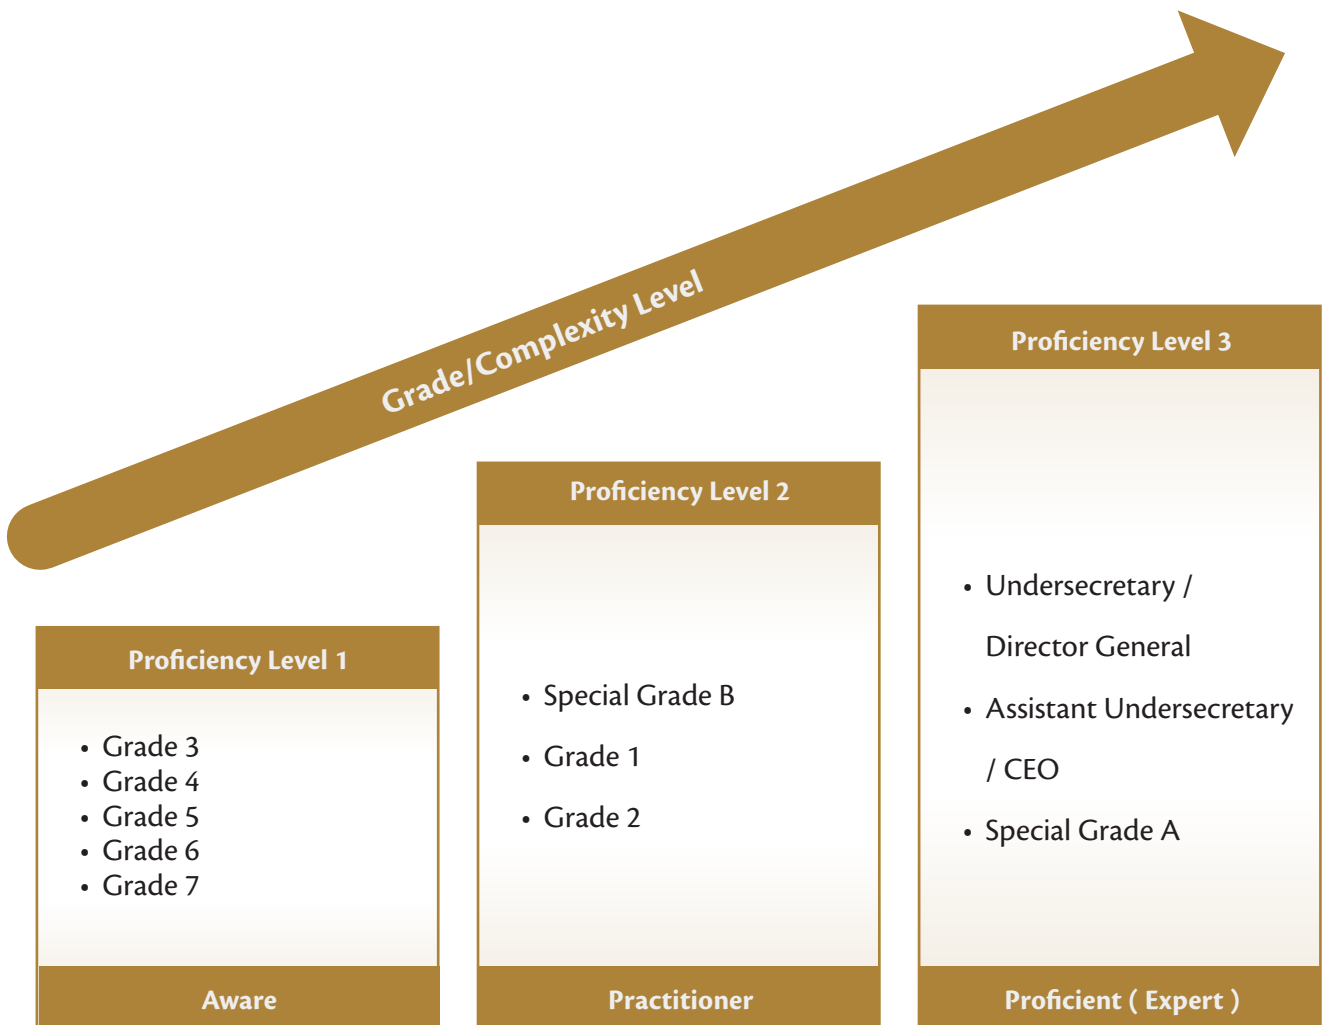 Grade/Complexity Level
Proficiency Level 1
• Grade 3
• Grade 4
• Grade 5
• Grade 6
• Grade 7
Aware
Proficiency Level 2
• Special Grade B
• Grade 1
• Grade 2
Practitioner
Proficiency Level 3
• Undersecretary /
Director General
• Assistant Undersecretary
/ CEO
• Special Grade A
Proficient ( Expert )